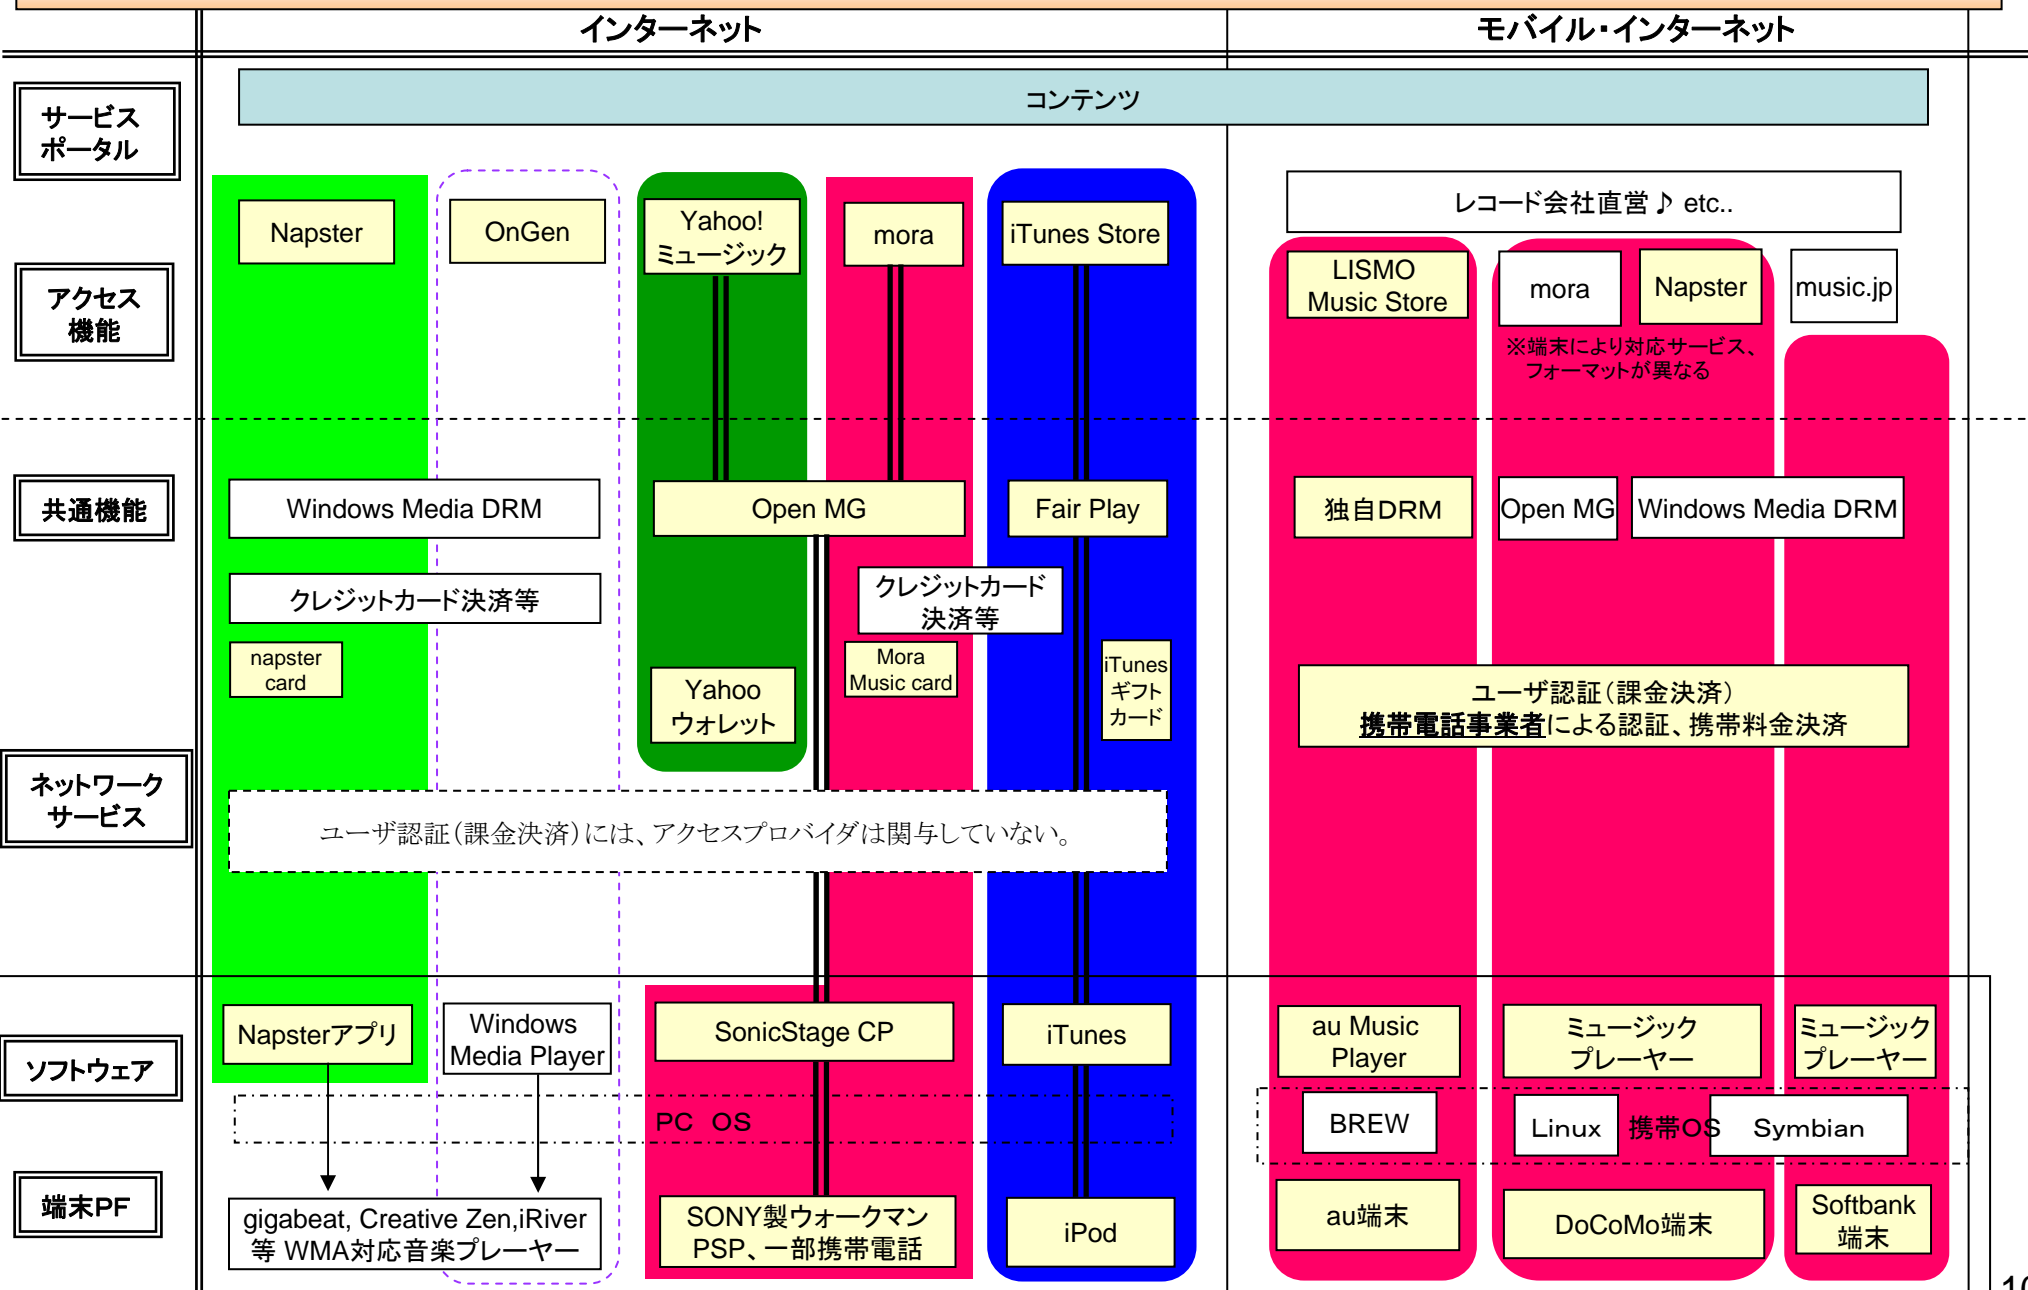 インターネット
モバイル・インターネット
サービス
ポータル
コンテンツ
アクセス
機能
Napster
OnGen
Yahoo!
ミュージック
mora
iTunes Store
レコード会社直営♪ etc..
LISMO
Music Store
mora
Napster
music.jp
※端末により対応サービス、
フォーマットが異なる
共通機能
Windows Media DRM
Open MG
Fair Play
独自DRM
Open MG
Windows Media DRM
クレジットカード決済等
クレジットカード
決済等
napster
card
Yahoo
ウォレット
Mora
Music card
iTunes
ギフト
カード
ユーザ認証(課金決済)
携帯電話事業者による認証、携帯料金決済
ネットワーク
サービス
ユーザ認証(課金決済)には、アクセスプロバイダは関与していない。
ソフトウェア
Napsterアプリ
Windows
Media Player
SonicStage CP
iTunes
au Music
Player
ミュージック
プレーヤー
ミュージック
プレーヤー
PC OS
BREW
Linux
携帯OS
Symbian
端末PF
gigabeat, Creative Zen,iRiver
等 WMA対応音楽プレーヤー
SONY製ウォークマン
PSP、一部携帯電話
iPod
au端末
DoCoMo端末
Softbank
端末